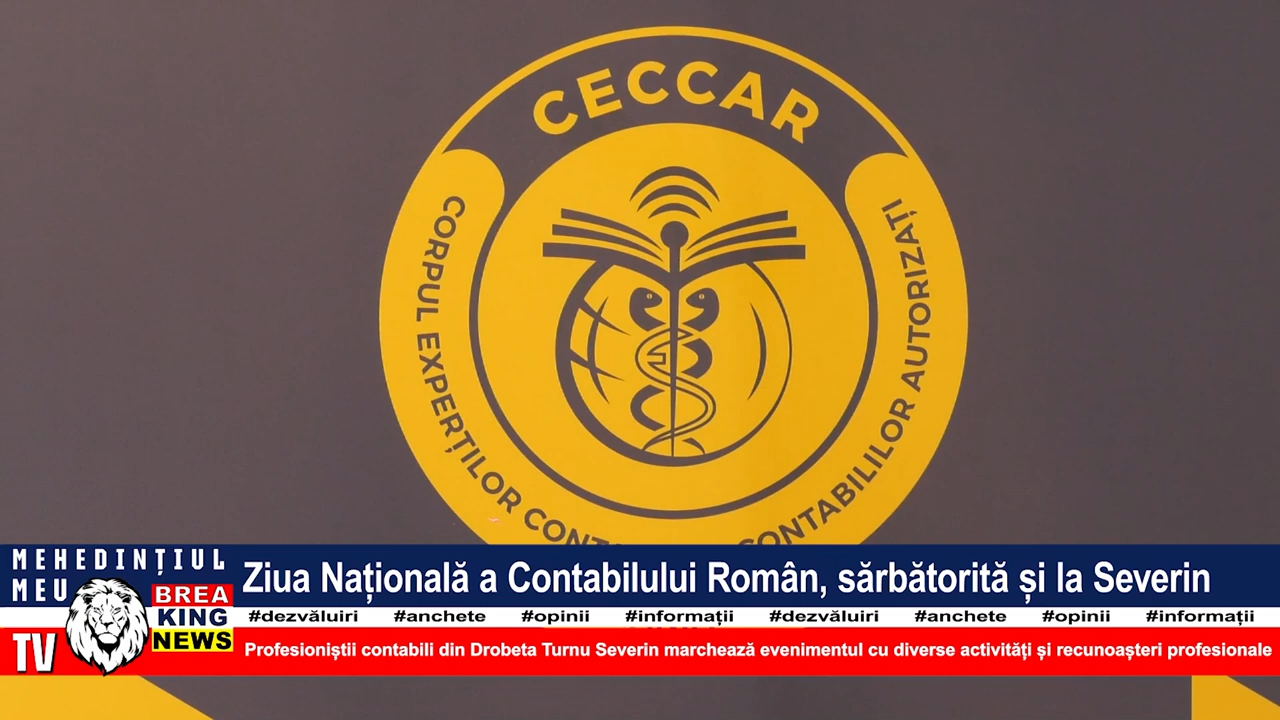 CECCAR
CORPUL EXPERȚILOR CONTABILILOR AUTORIZAȚI
MEHEDINȚIUL
MEU
TV
BREA
KING
NEWS
Ziua Națională a Contabilului Român, sărbătorită și la Severin
#dezvăluiri #anchete #opinii #informații #dezvăluiri #anchete #opinii #informații
Profesioniștii contabili din Drobeta Turnu Severin marchează evenimentul cu diverse activități și recunoașteri profesionale